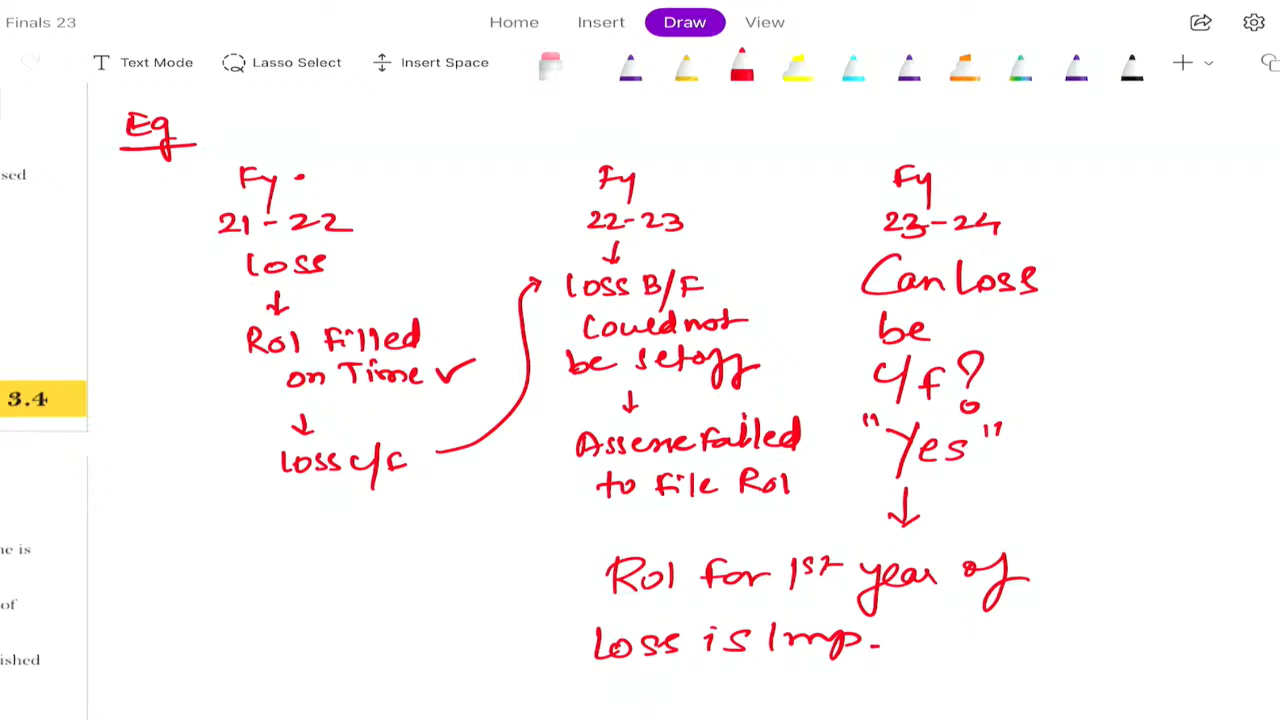 Finals 23
Home
Insert
Draw
View
Text Mode
Lasso Select
Insert Space
sed
3.4
ne is
of
ished
Eg
Fy
21-22
Loss
↓
RoI Filled
on Time ✓
↓
Loss c/f
Fy
22-23
↓
Loss B/F
Could not
be setoff
↓
Failed
to File RoI
Fy
23-24
Can Loss
be
c/f?
"Yes"
↓
RoI for 1st year of
Loss is Imp.